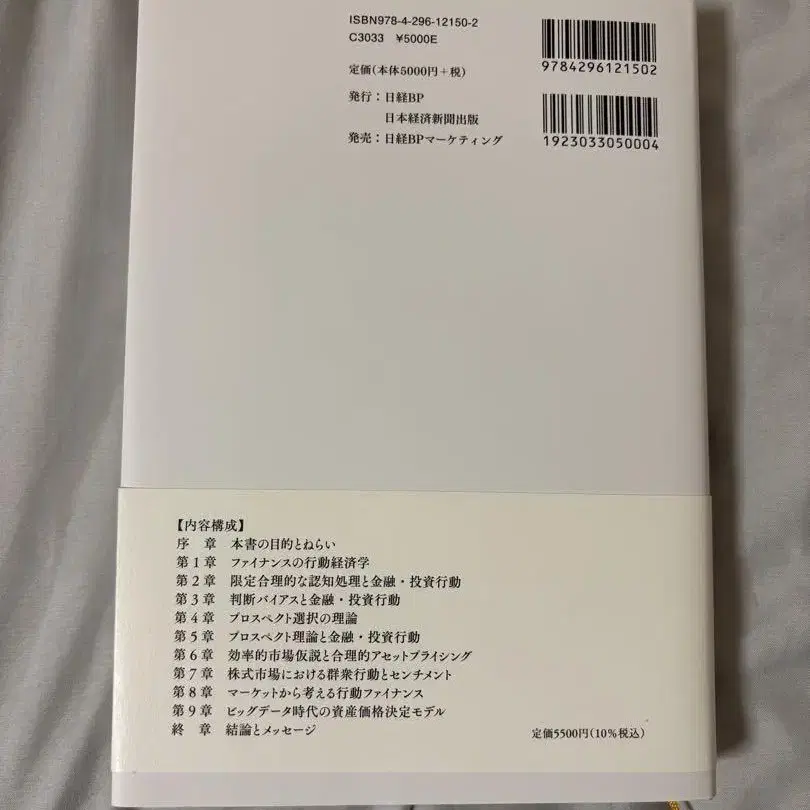 ISBN978-4-296-12150-2
C3033 ¥5000E
定価(本体5000円+税)
発行:日経BP
日本経済新聞出版
発売:日経BPマーケティング
9784296121502
1923033050004
【内容構成】
序 章 本書の目的とねらい
第1章 ファイナンスの行動経済学
第2章 限定合理的な認知処理と金融・投資行動
第3章 判断バイアスと金融・投資行動
第4章 プロスペクト選択の理論
第5章 プロスペクト理論と金融・投資行動
第6章 効率的市場仮説と合理的アセットプライシング
第7章 株式市場における群衆行動とセンチメント
第8章 マーケットから考える行動ファイナンス
第9章 ビッグデータ時代の資産価格決定モデル
終 章 結論とメッセージ
定価5500円(10%税込)